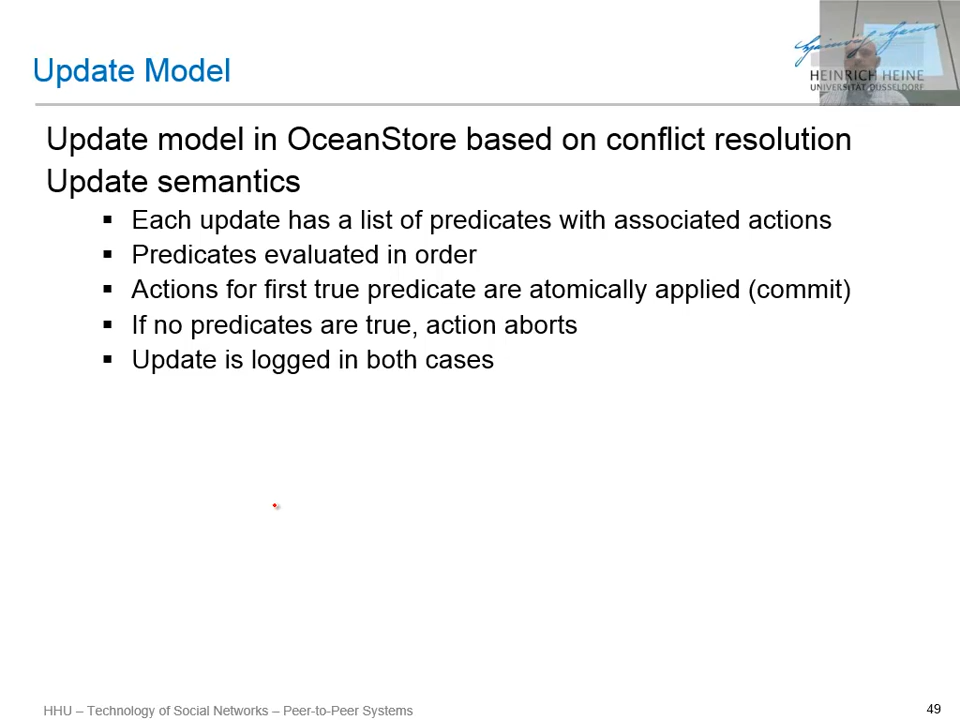 Update Model
HEINRICH HEINE
UNIVERSITÄT DÜSSELDORF
Update model in OceanStore based on conflict resolution
Update semantics
▪ Each update has a list of predicates with associated actions
▪ Predicates evaluated in order
▪ Actions for first true predicate are atomically applied (commit)
▪ If no predicates are true, action aborts
▪ Update is logged in both cases
HHU – Technology of Social Networks – Peer-to-Peer Systems
49